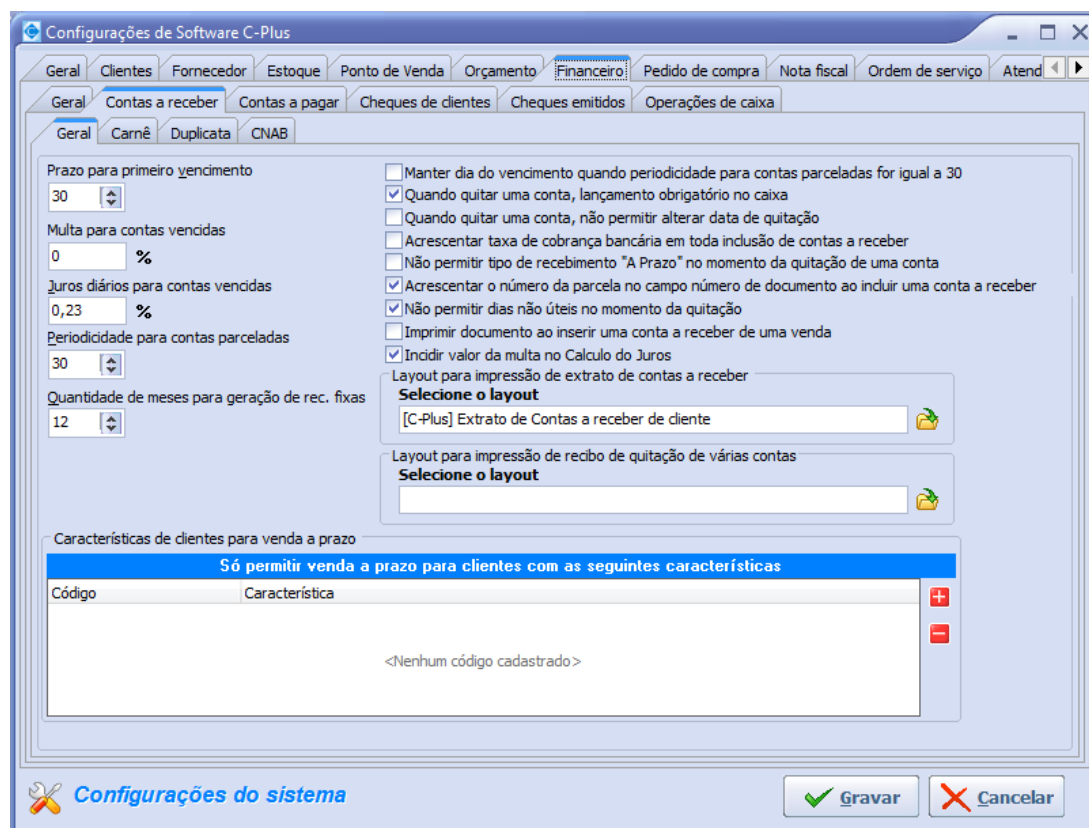 Configurações de Software C-Plus
Geral Clientes Fornecedor Estoque Ponto de Venda Orçamento Financeiro Pedido de compra Nota fiscal Ordem de serviço Atend
Geral Contas a receber Contas a pagar Cheques de clientes Cheques emitidos Operações de caixa
Geral Carnê Duplicata CNAB
Prazo para primeiro vencimento
30
Multa para contas vencidas
0 %
Juros diários para contas vencidas
0,23 %
Periodicidade para contas parceladas
30
Quantidade de meses para geração de rec. fixas
12
Manter dia do vencimento quando periodicidade para contas parceladas for igual a 30
Quando quitar uma conta, lançamento obrigatório no caixa
Quando quitar uma conta, não permitir alterar data de quitação
Acrescentar taxa de cobrança bancária em toda inclusão de contas a receber
Não permitir tipo de recebimento "A Prazo" no momento da quitação de uma conta
Acrescentar o número da parcela no campo número de documento ao incluir uma conta a receber
Não permitir dias não úteis no momento da quitação
Imprimir documento ao inserir uma conta a receber de uma venda
Incidir valor da multa no Calculo do Juros
Layout para impressão de extrato de contas a receber
Selecione o layout
[C-Plus] Extrato de Contas a receber de cliente
Layout para impressão de recibo de quitação de várias contas
Selecione o layout
Características de clientes para venda a prazo
Só permitir venda a prazo para clientes com as seguintes características
Código Característica
<Nenhum código cadastrado>
Configurações do sistema
Gravar Cancelar